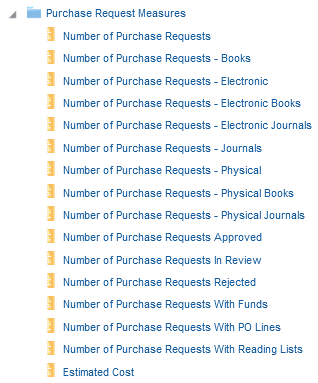 Purchase Request Measures
Number of Purchase Requests
Number of Purchase Requests - Books
Number of Purchase Requests - Electronic
Number of Purchase Requests - Electronic Books
Number of Purchase Requests - Electronic Journals
Number of Purchase Requests - Journals
Number of Purchase Requests - Physical
Number of Purchase Requests - Physical Books
Number of Purchase Requests - Physical Journals
Number of Purchase Requests Approved
Number of Purchase Requests In Review
Number of Purchase Requests Rejected
Number of Purchase Requests With Funds
Number of Purchase Requests With PO Lines
Number of Purchase Requests With Reading Lists
Estimated Cost